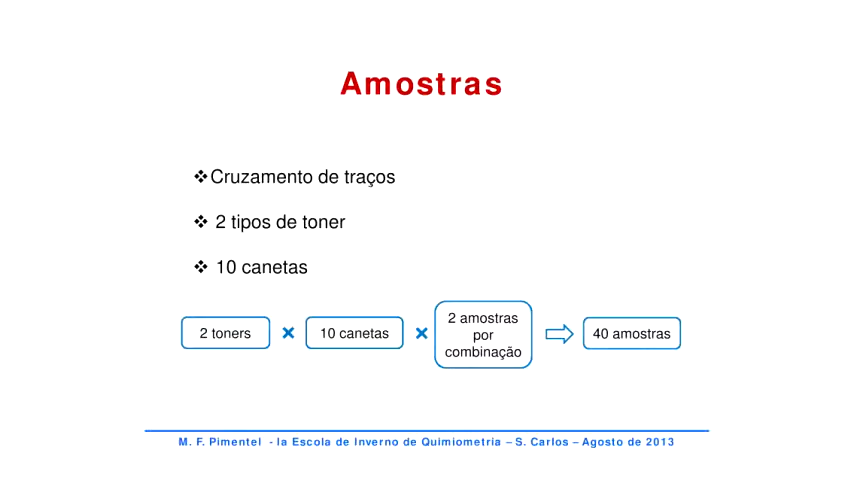 Amostras
❖Cruzamento de traços
❖ 2 tipos de toner
❖ 10 canetas
2 toners × 10 canetas × 2 amostras por combinação ⇨ 40 amostras
M. F. Pimentel - Ia Escola de Inverno de Quimiometria – S. Carlos – Agosto de 2013